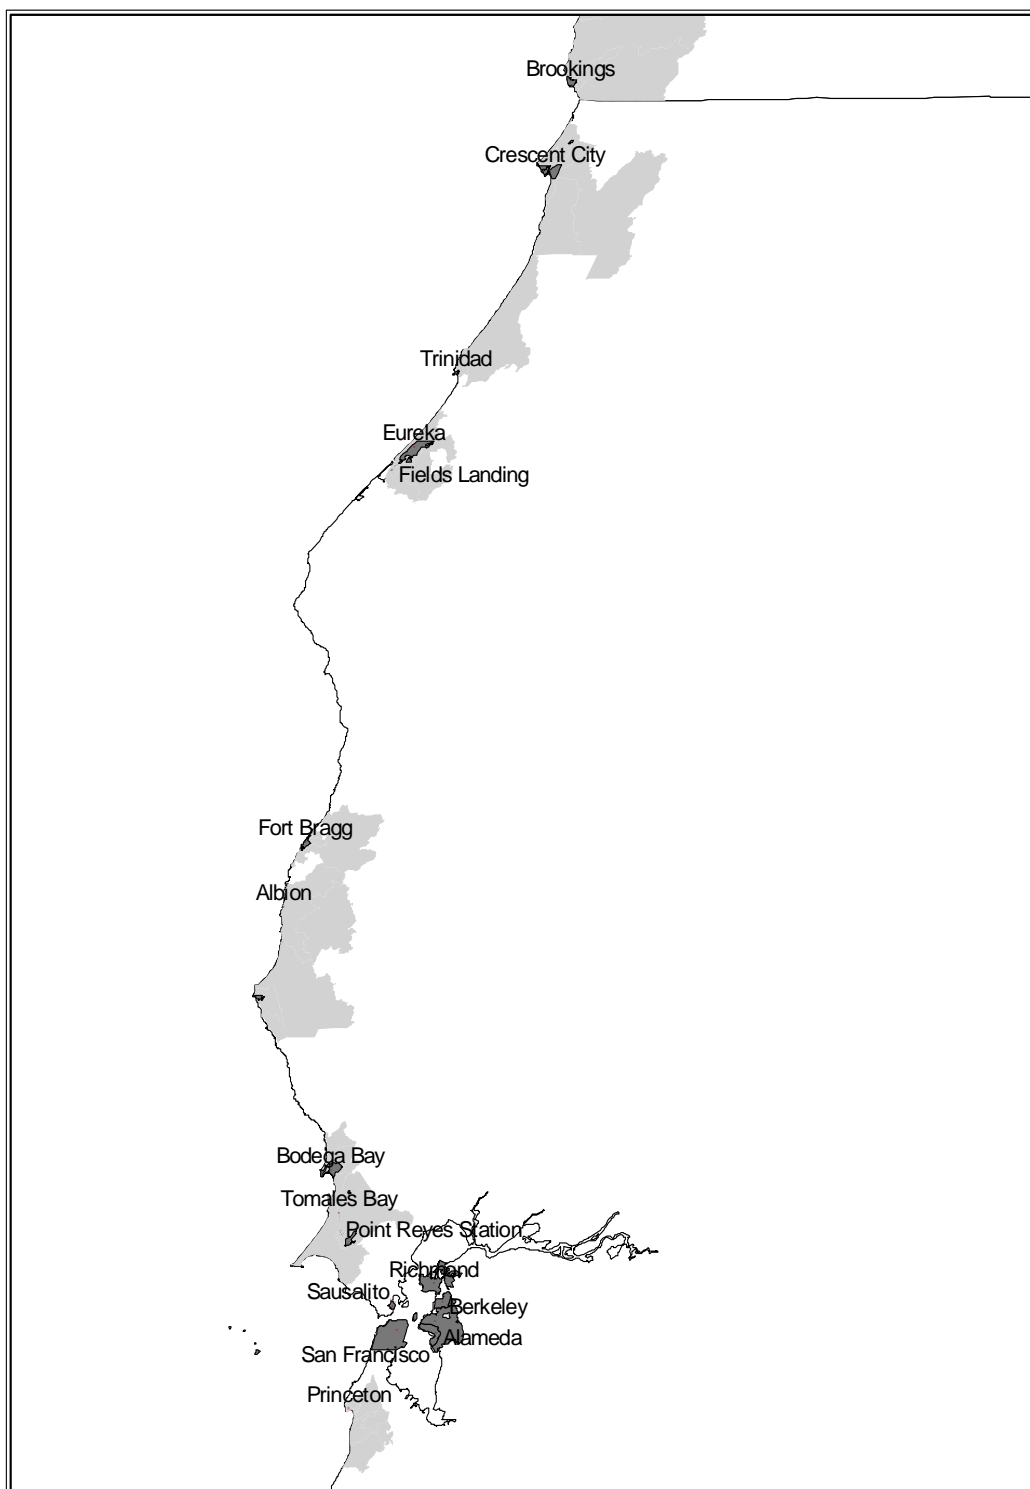 Brookings
Crescent City
Trinidad
Eureka
Fields Landing
Fort Bragg
Albion
Bodega Bay
Tomales Bay
Point Reyes Station
Richmond
Sausalito
Berkeley
Alameda
San Francisco
Princeton